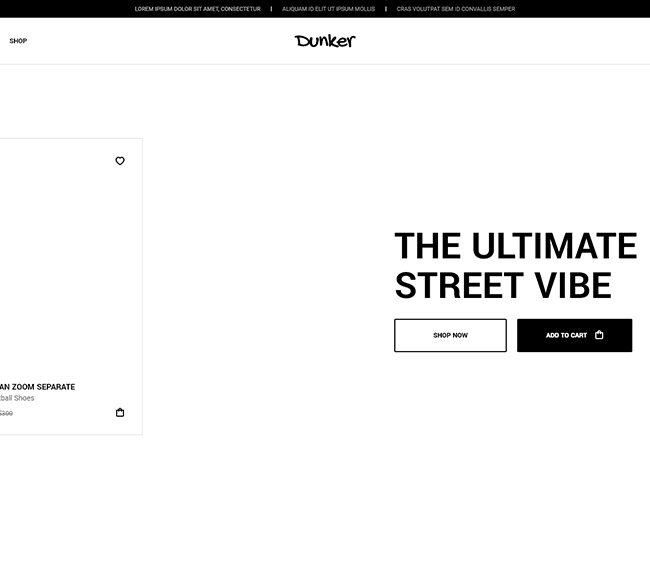 LOREM IPSUM DOLOR SIT AMET, CONSECTETUR | ALIQUAM ID ELIT UT IPSUM MOLLIS | CRAS VOLUTPAT SEM ID CONVALLIS SEMPER
SHOP
Dunker
THE ULTIMATE
STREET VIBE
SHOP NOW
ADD TO CART
AN ZOOM SEPARATE
ball Shoes
$300